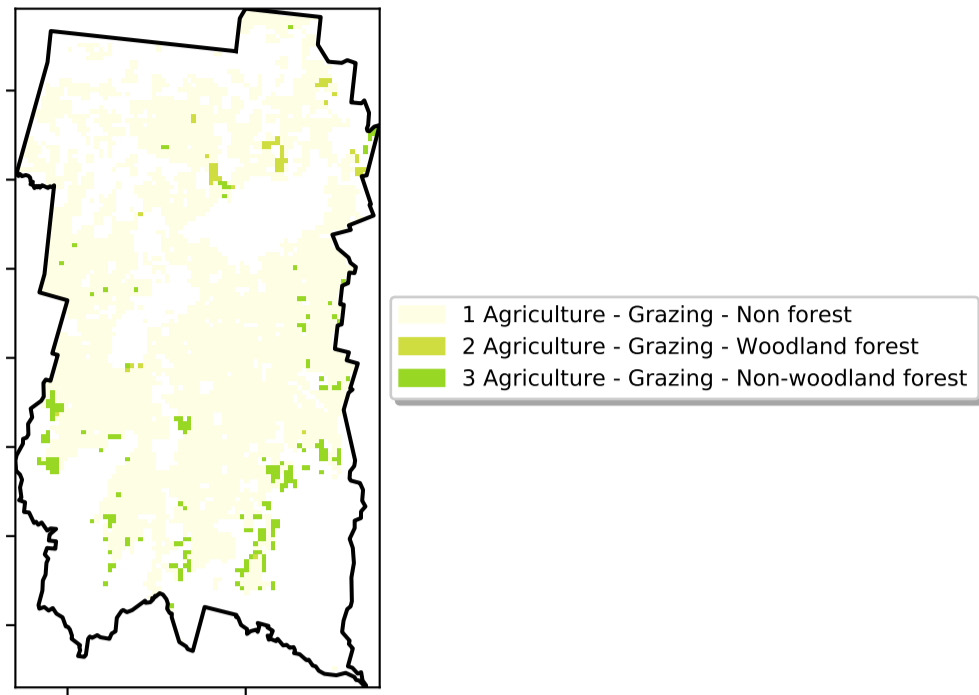 1 Agriculture - Grazing - Non forest
2 Agriculture - Grazing - Woodland forest
3 Agriculture - Grazing - Non-woodland forest